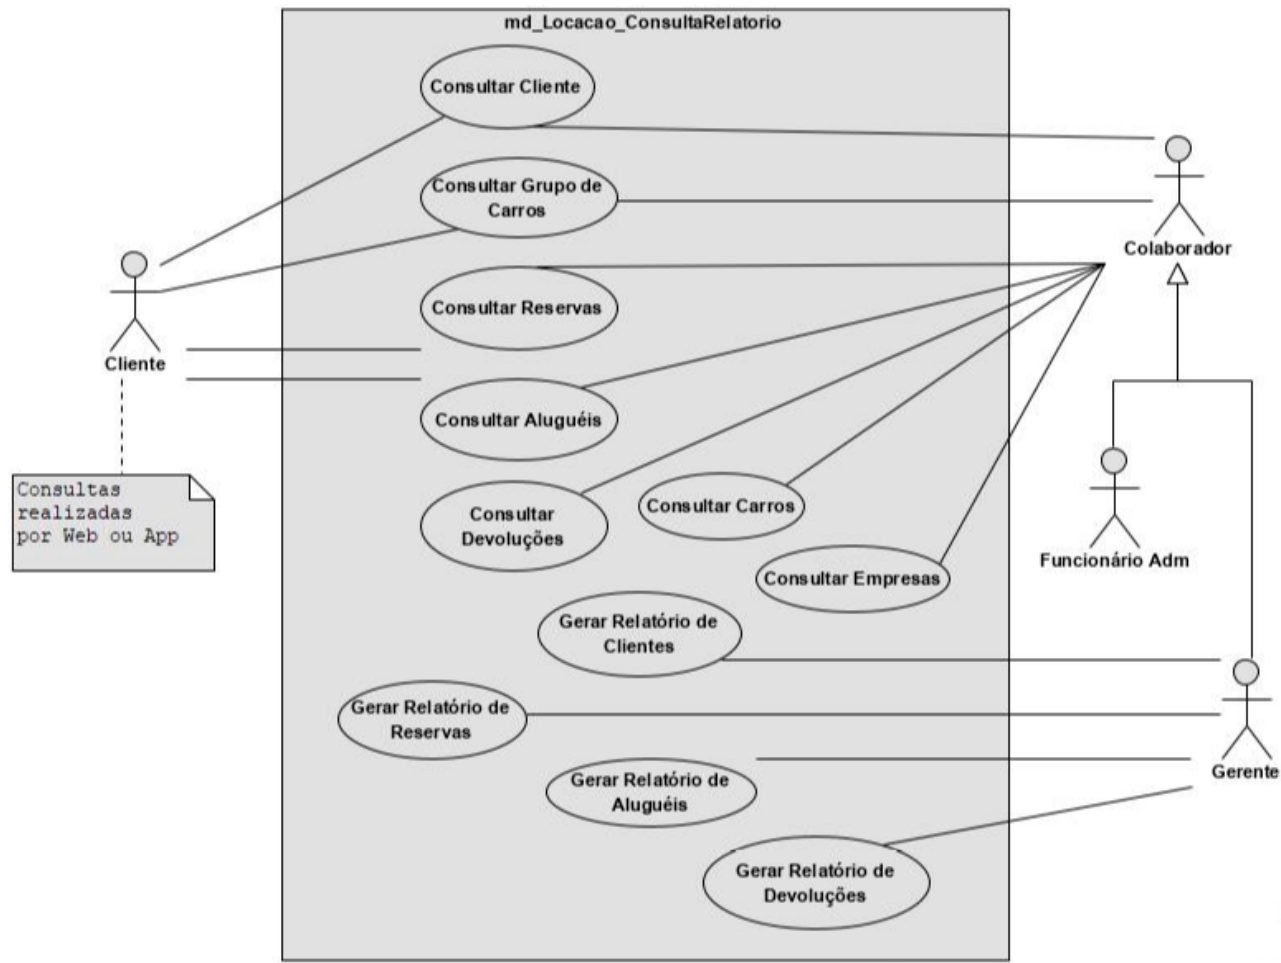 md_Locacao_ConsultaRelatorio
Consultar Cliente
Consultar Grupo de
Carros
Colaborador
Consultar Reservas
Cliente
Consultar Aluguéis
Consultas
realizadas
por Web ou App
Consultar
Devoluções
Consultar Carros
Funcionário Adm
Consultar Empresas
Gerar Relatório de
Clientes
Gerar Relatório de
Reservas
Gerente
Gerar Relatório de
Aluguéis
Gerar Relatório de
Devoluções